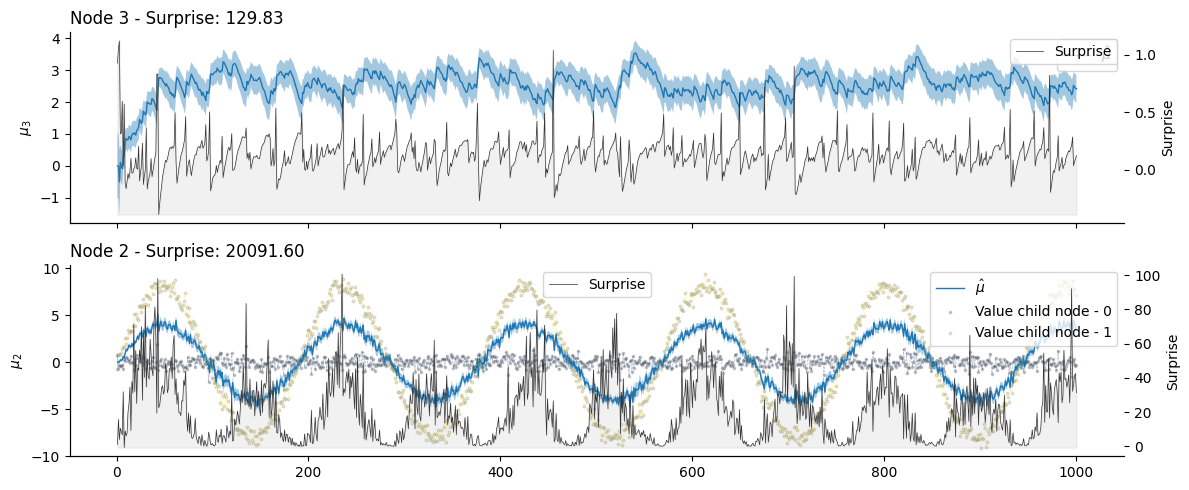 Node 3 - Surprise: 129.83
4
3
2
1
0
−1
μ3
Surprise
1.0
0.5
0.0
Surprise
Node 2 - Surprise: 20091.60
10
5
0
−5
−10
μ2
Surprise
μ̂
Value child node - 0
Value child node - 1
100
80
60
40
20
0
Surprise
0
200
400
600
800
1000